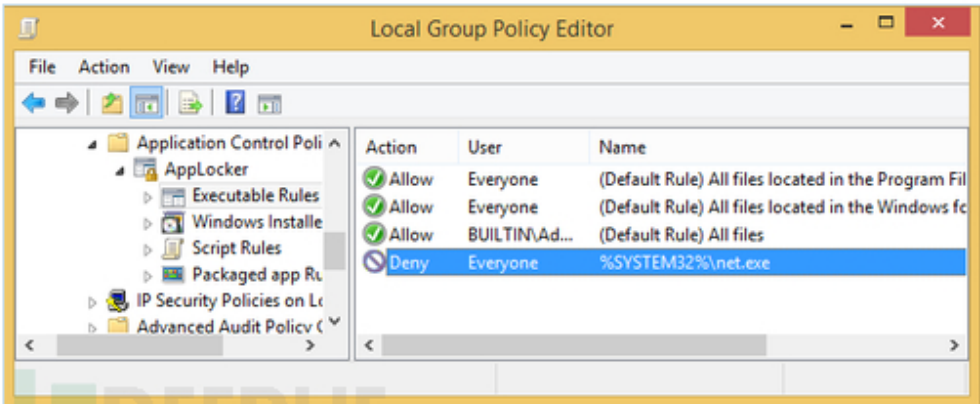 Local Group Policy Editor
File Action View Help
Application Control Poli
AppLocker
Executable Rules
Windows Installe
Script Rules
Packaged app Ru
IP Security Policies on Lo
Advanced Audit Policy C
Action User Name
Allow Everyone (Default Rule) All files located in the Program Fil
Allow Everyone (Default Rule) All files located in the Windows fo
Allow BUILTIN\Ad... (Default Rule) All files
Deny Everyone %SYSTEM32%\net.exe